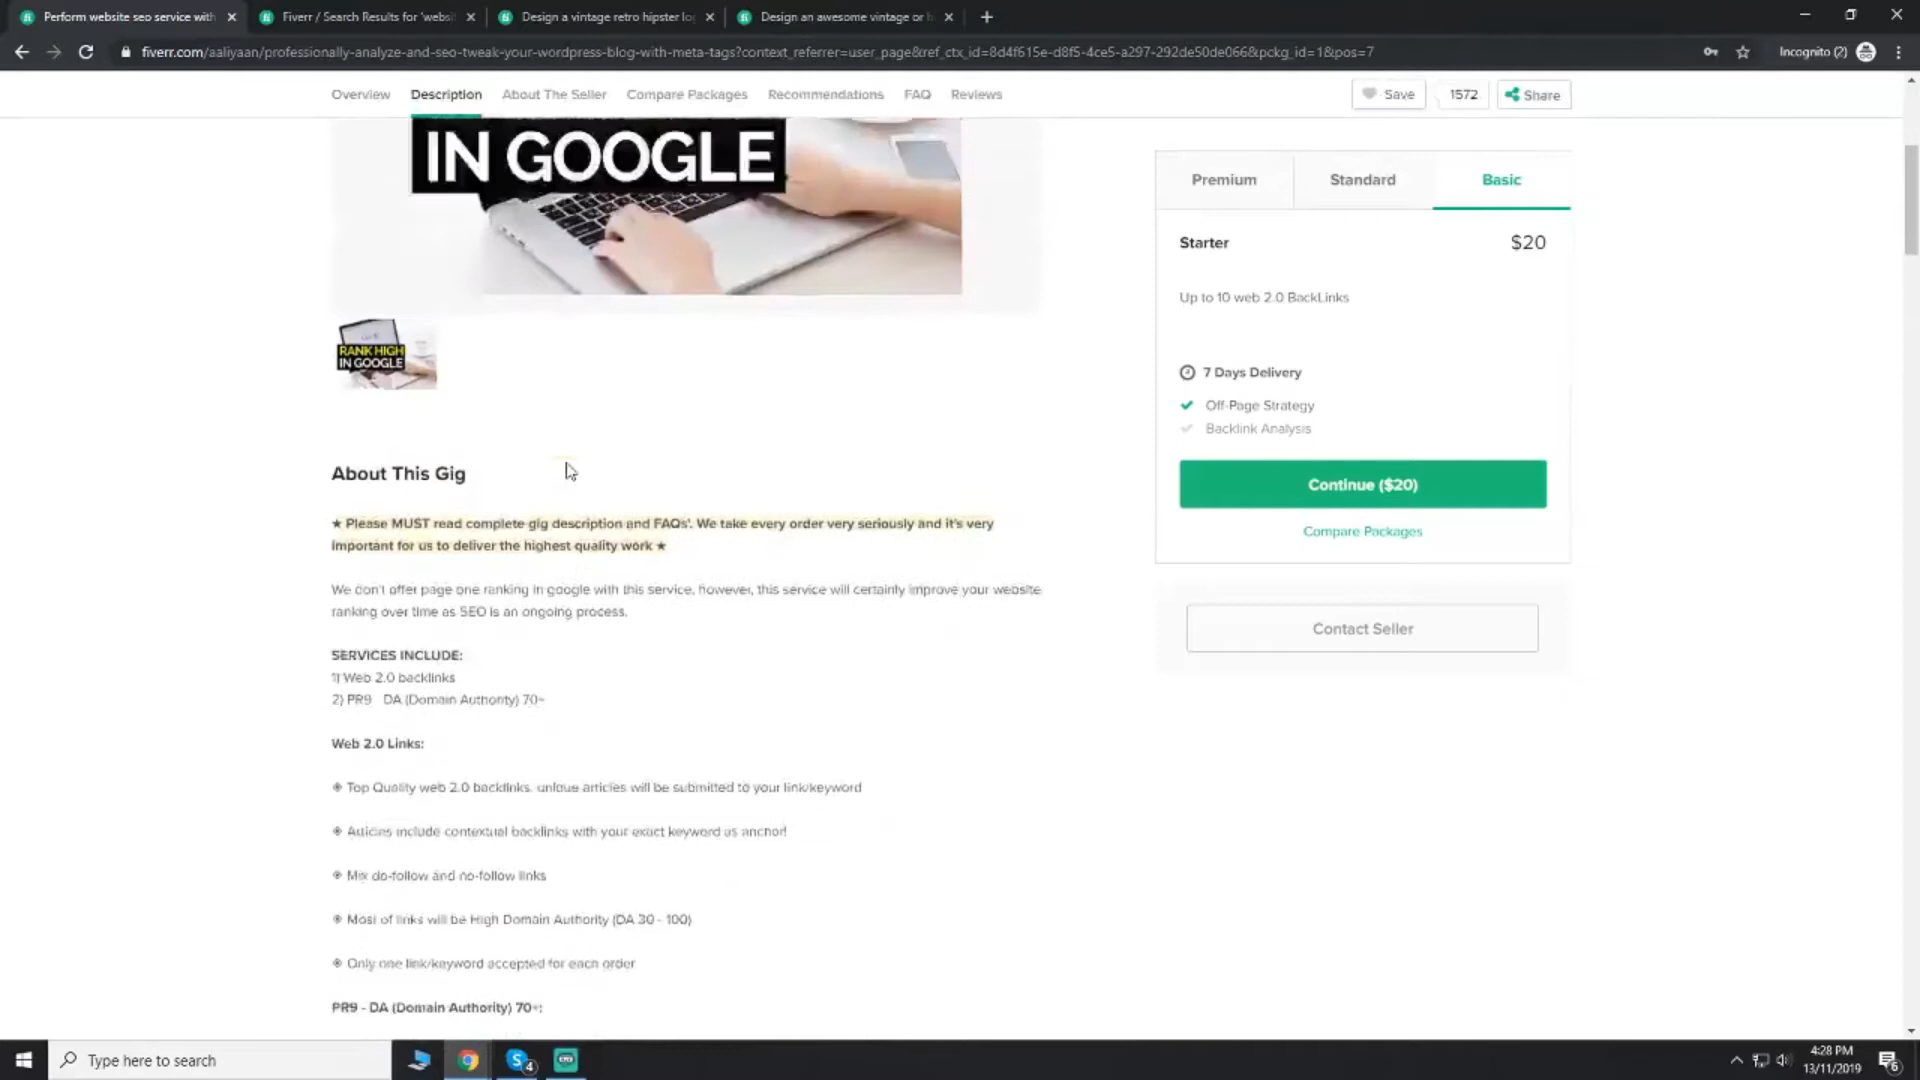 Perform website seo service with
Fiverr / Search Results for 'websi
Design a vintage retro hipster lo
Design an awesome vintage or h
fiverr.com/aaliyaan/professionally-analyze-and-seo-tweak-your-wordpress-blog-with-meta-tags?context_referrer=user_page&ref_ctx_id=8d4f615e-d8f5-4ce5-a297-292de50de066&pckg_id=1&pos=7
Incognito (2)
Overview Description About The Seller Compare Packages Recommendations FAQ Reviews
Save 1572 Share
IN GOOGLE
RANK HIGH
IN GOOGLE
Premium Standard Basic
Starter $20
Up to 10 web 2.0 BackLinks
7 Days Delivery
Off-Page Strategy
Backlink Analysis
Continue ($20)
Compare Packages
Contact Seller
About This Gig
★ Please MUST read complete gig description and FAQs'. We take every order very seriously and it's very
important for us to deliver the highest quality work ★
We don't offer page one ranking in google with this service, however, this service will certainly improve your website
ranking over time as SEO is an ongoing process.
SERVICES INCLUDE:
1) Web 2.0 backlinks
2) PR9 - DA (Domain Authority) 70+
Web 2.0 Links:
Top Quality web 2.0 backlinks, unique articles will be submitted to your link/keyword
Articles include contextual backlinks with your exact keyword as anchor!
Mix do-follow and no-follow links
Most of links will be High Domain Authority (DA 30 - 100)
Only one link/keyword accepted for each order
PR9 - DA (Domain Authority) 70+:
Type here to search
4
4:28 PM
13/11/2019
6